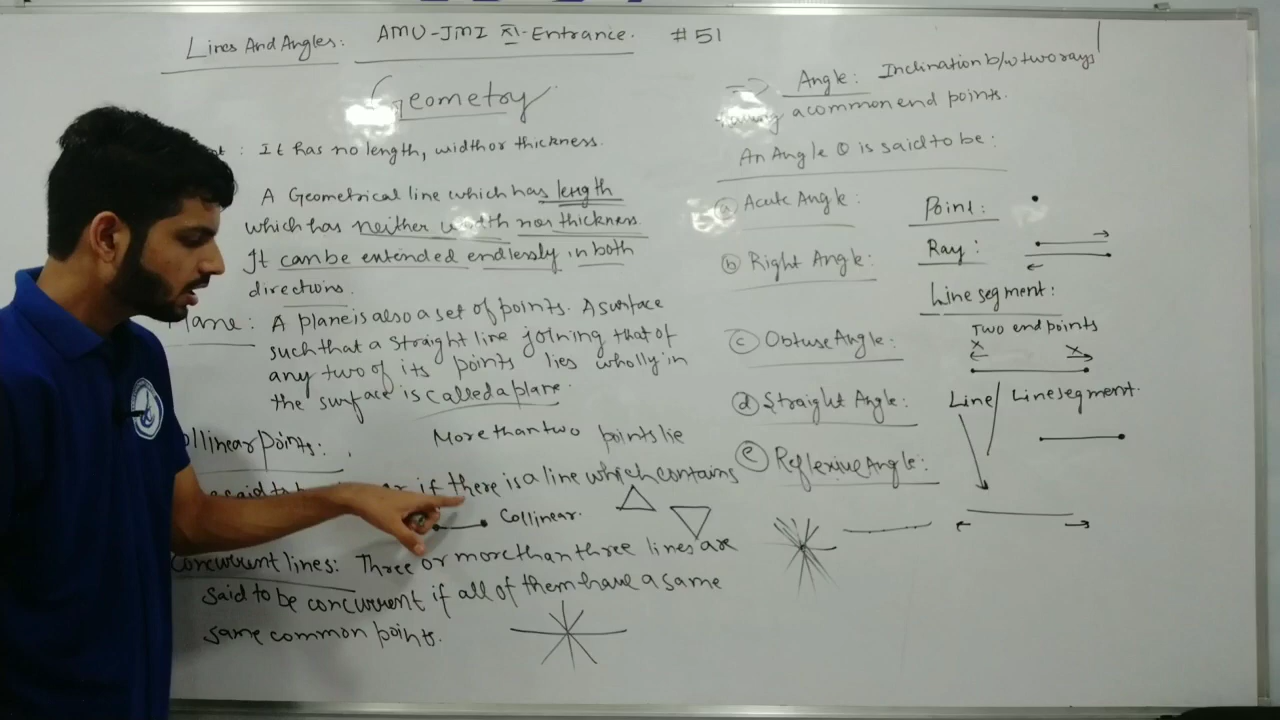 Lines And Angles: AMU-JMI XI-Entrance. #51
Geometry
: It has no length, width or thickness.
A Geometrical line which has length
which has neither width nor thickness.
It can be extended endlessly in both
directions.
Plane: A plane is also a set of points. A surface
such that a straight line joining that of
any two of its points lies wholly in
the surface is called a plane.
Collinear points: More than two points lie
said to if there is a line which contains
Collinear.
Concurrent lines: Three or more than three lines are
said to be concurrent if all of them have a same
same common points.
=> Angle: Inclination b/w two rays
having a common end points.
An Angle θ is said to be:
(a) Acute Angle:
(b) Right Angle:
(c) Obtuse Angle:
(d) Straight Angle:
(e) Reflexive Angle:
Point:
Ray:
Line segment:
Two end points
x x
Line / Line segment.